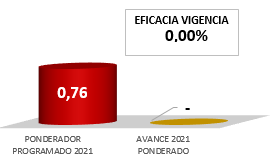 EFICACIA VIGENCIA
0,00%
0,76
-
PONDERADOR
PROGRAMADO 2021
AVANCE 2021
PONDERADO